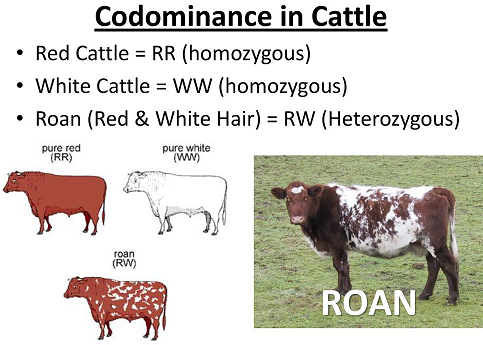 Codominance in Cattle
• Red Cattle = RR (homozygous)
• White Cattle = WW (homozygous)
• Roan (Red & White Hair) = RW (Heterozygous)
pure red
(RR)
pure white
(WW)
roan
(RW)
ROAN